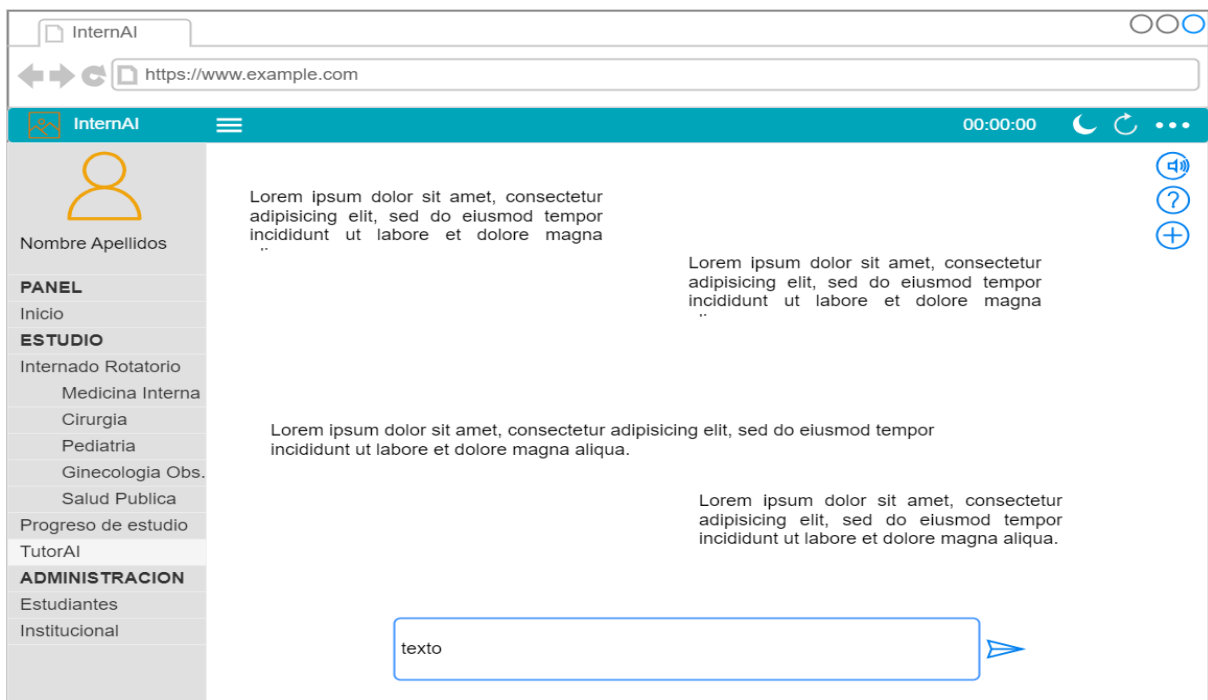 InternAI
https://www.example.com
InternAI
00:00:00
Nombre Apellidos
PANEL
Inicio
ESTUDIO
Internado Rotatorio
Medicina Interna
Cirurgia
Pediatria
Ginecologia Obs.
Salud Publica
Progreso de estudio
TutorAI
ADMINISTRACION
Estudiantes
Institucional
Lorem ipsum dolor sit amet, consectetur
adipisicing elit, sed do eiusmod tempor
incididunt ut labore et dolore magna
Lorem ipsum dolor sit amet, consectetur
adipisicing elit, sed do eiusmod tempor
incididunt ut labore et dolore magna
Lorem ipsum dolor sit amet, consectetur adipisicing elit, sed do eiusmod tempor
incididunt ut labore et dolore magna aliqua.
Lorem ipsum dolor sit amet, consectetur
adipisicing elit, sed do eiusmod tempor
incididunt ut labore et dolore magna aliqua.
texto